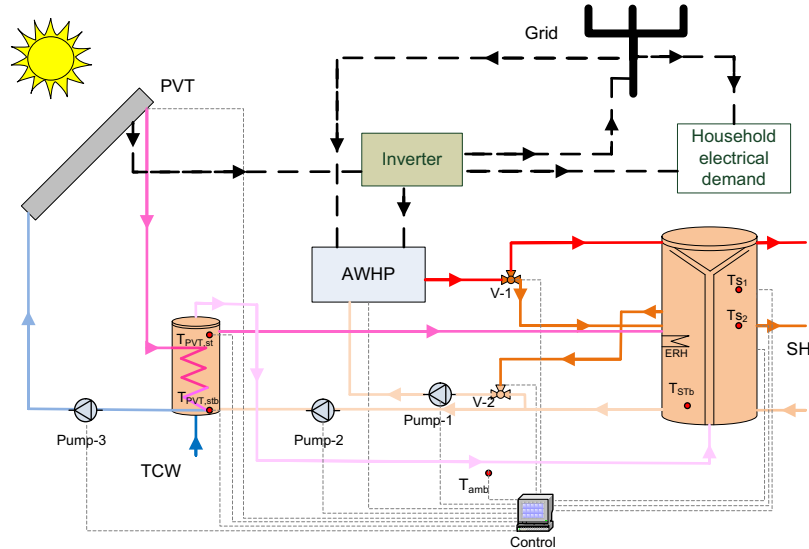 Grid
PVT
Inverter
Household
electrical
demand
AWHP
V-1
TS1
TS2
TPVT,st
ERH
SH
V-2
TSTb
TPVT,stb
Pump-1
Pump-3
Pump-2
TCW
Tamb
Control